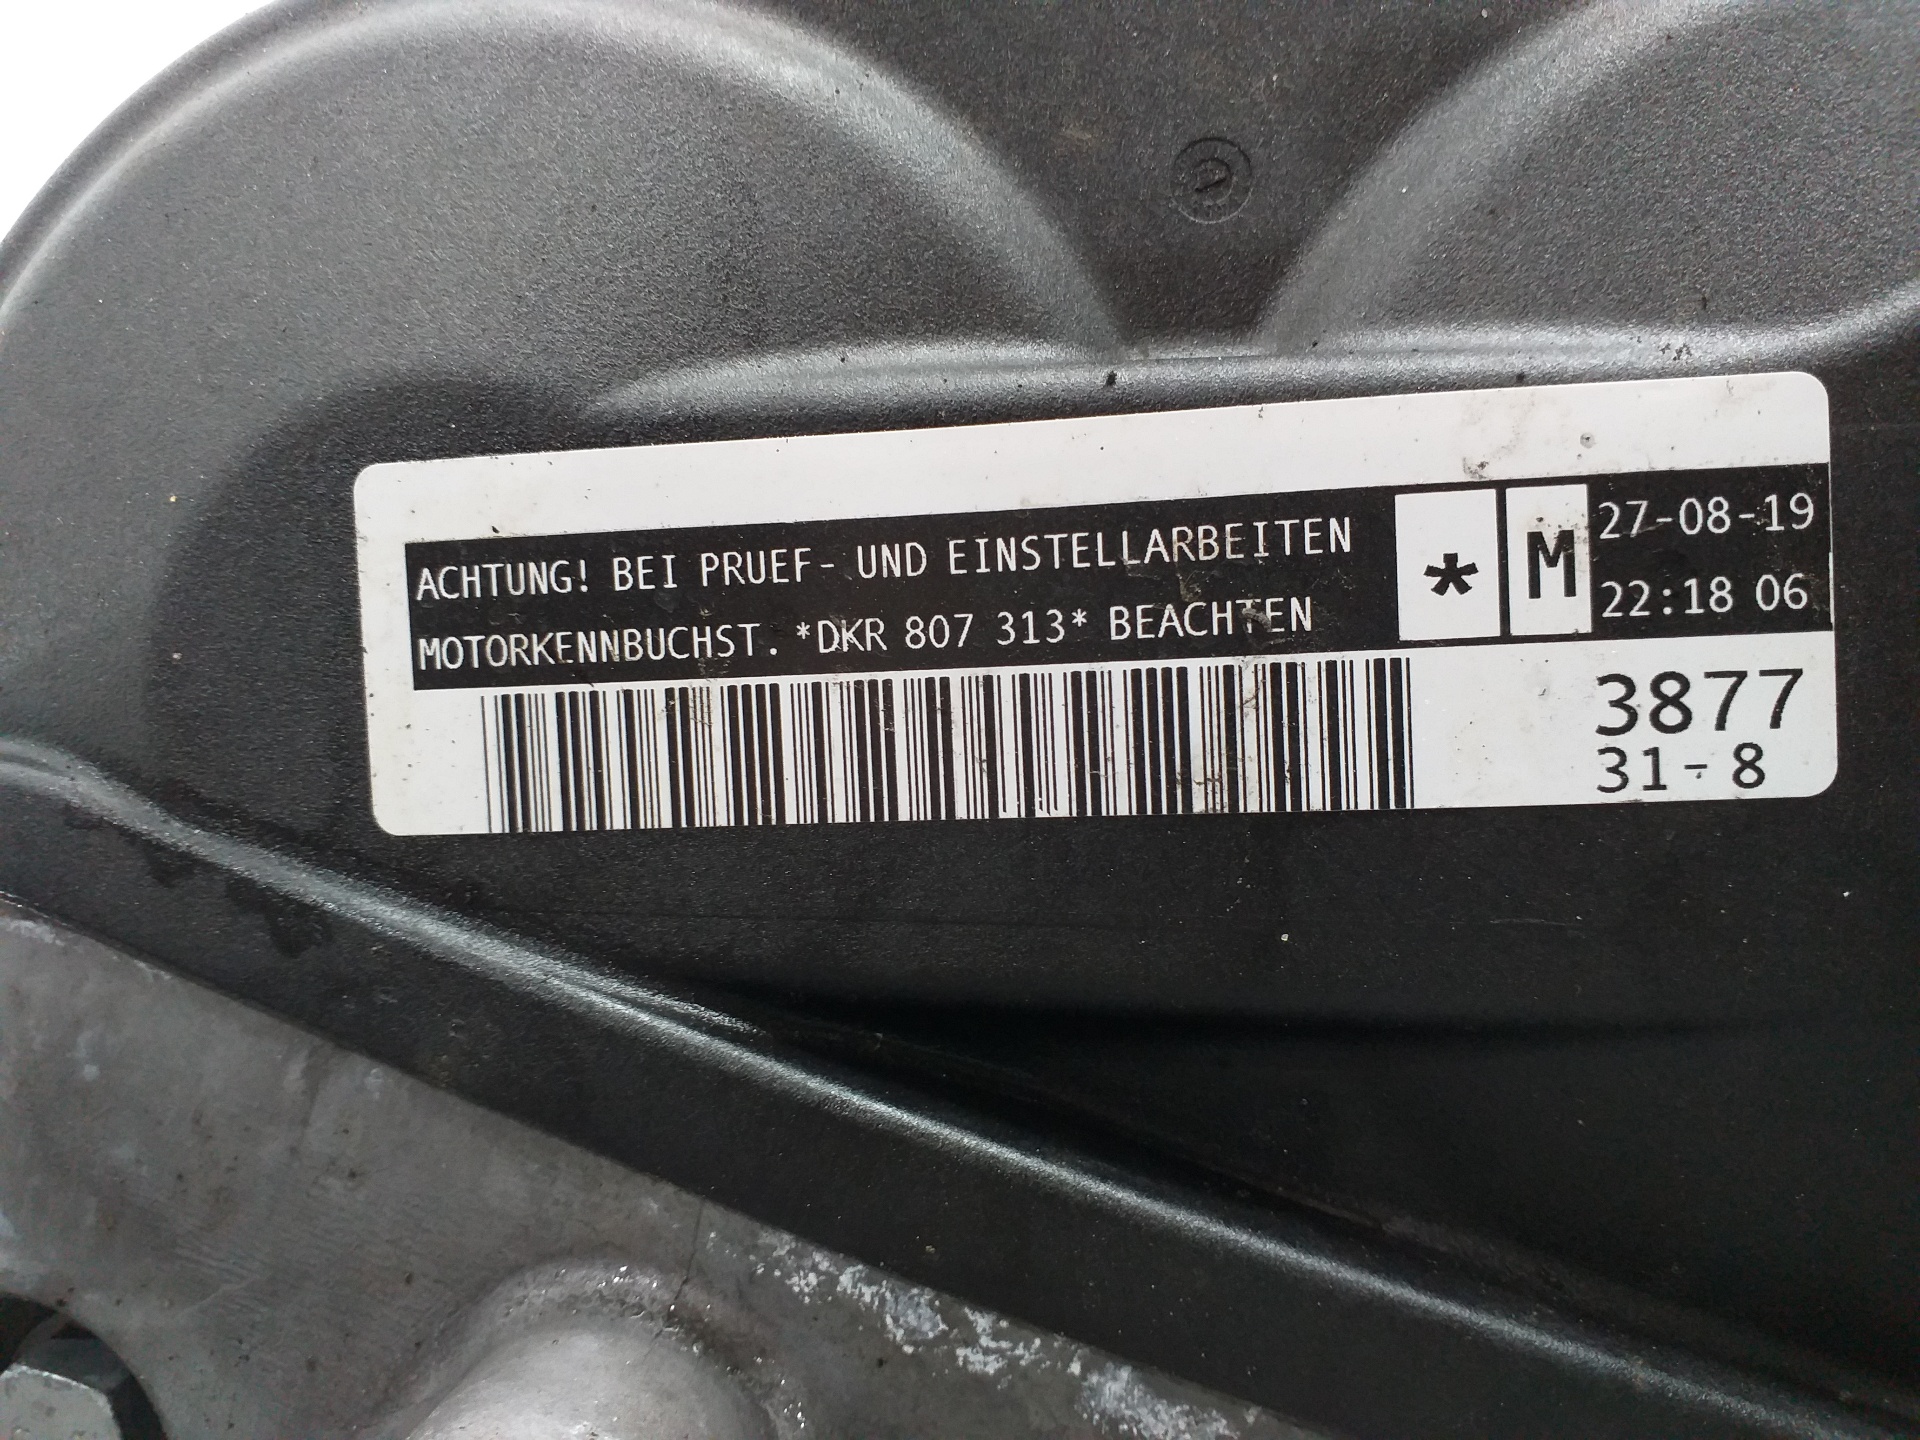 ACHTUNG! BEI PRUEF- UND EINSTELLARBEITEN
MOTORKENNBUCHST. *DKR 807 313* BEACHTEN
* M
27-08-19
22:18 06
3877
31-8